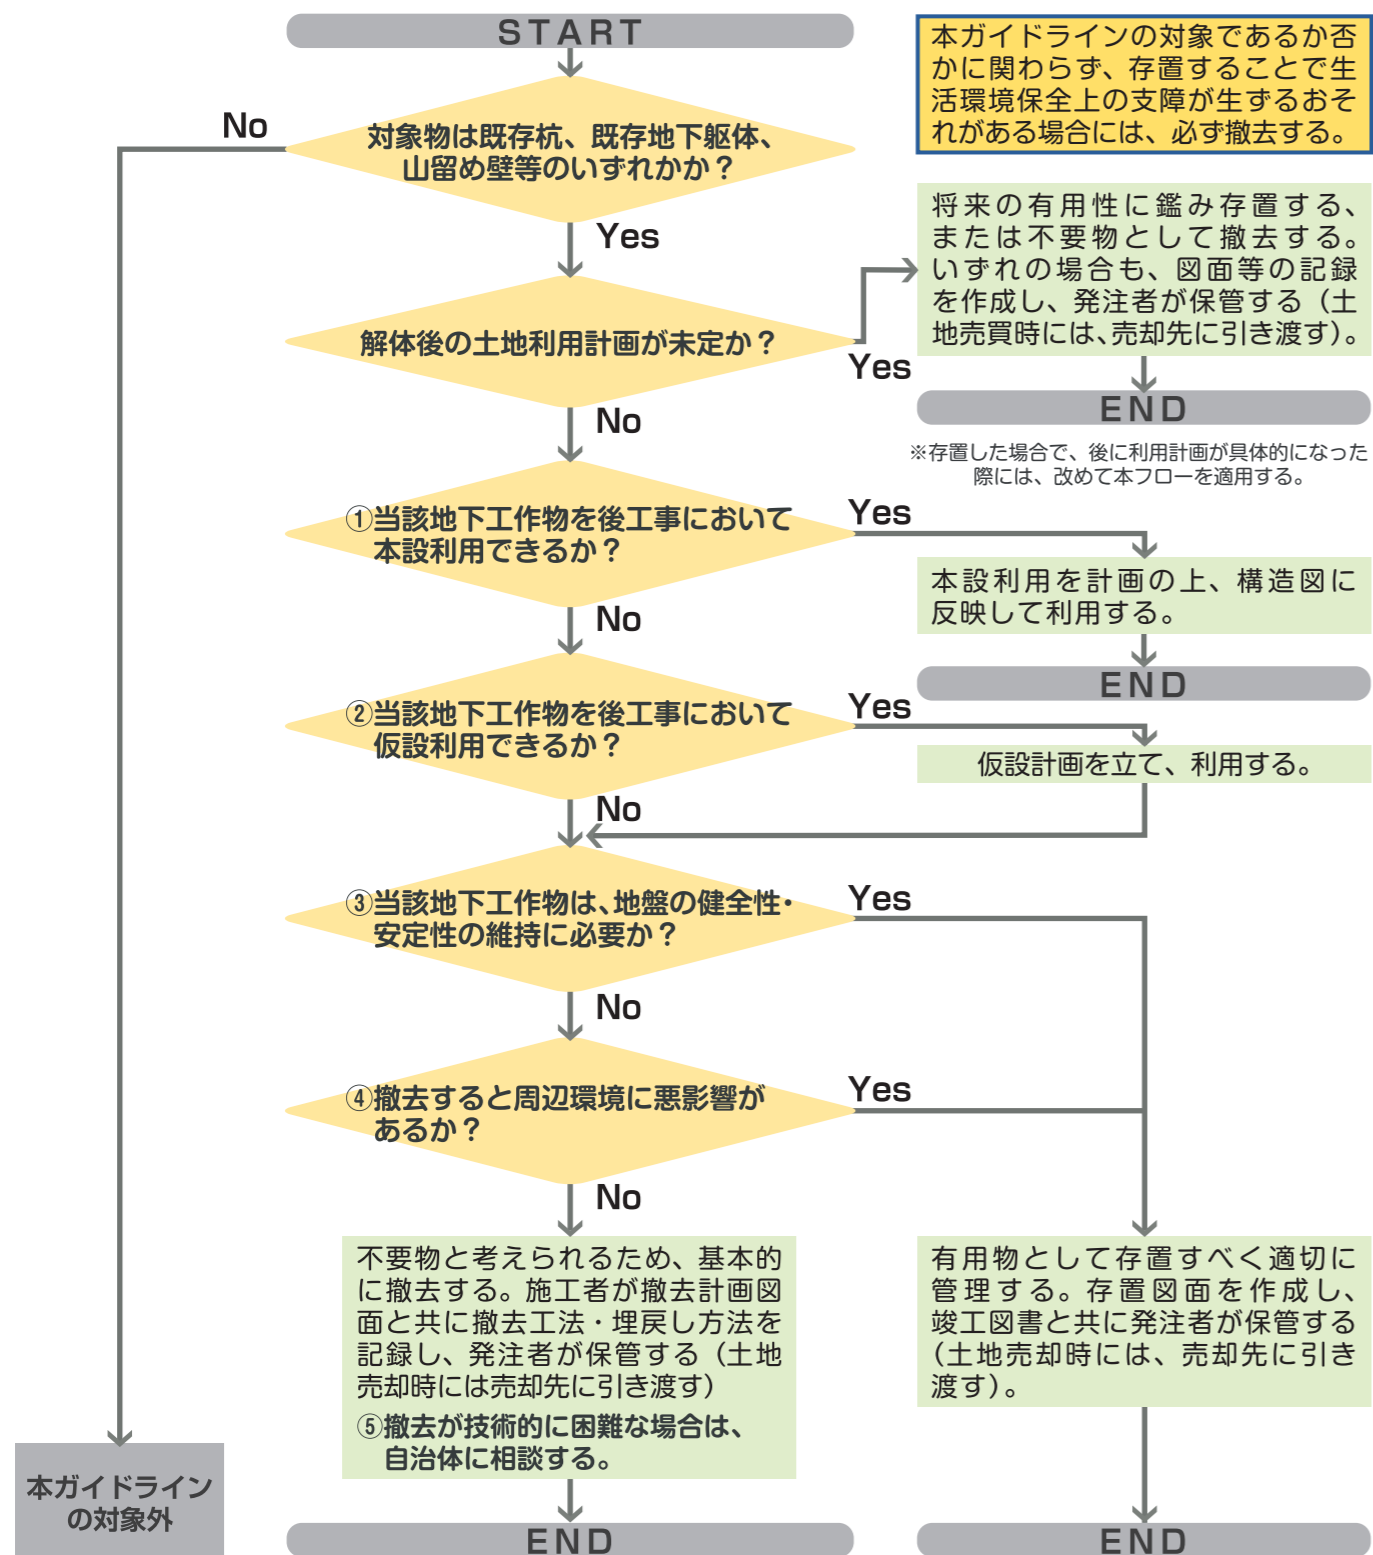 START
本ガイドラインの対象であるか否
かに関わらず、存置することで生
活環境保全上の支障が生ずるおそ
れがある場合には、必ず撤去する。
No
対象物は既存杭、既存地下躯体、
山留め壁等のいずれかか？
Yes
将来の有用性に鑑み存置する、
または不要物として撤去する。
いずれの場合も、図面等の記録
を作成し、発注者が保管する（土
地売買時には、売却先に引き渡す）。
解体後の土地利用計画が未定か？
Yes
END
No
※存置した場合で、後に利用計画が具体的になった
際には、改めて本フローを適用する。
①当該地下工作物を後工事において
本設利用できるか？
Yes
本設利用を計画の上、構造図に
反映して利用する。
No
END
②当該地下工作物を後工事において
仮設利用できるか？
Yes
仮設計画を立て、利用する。
No
③当該地下工作物は、地盤の健全性・
安定性の維持に必要か？
Yes
No
④撤去すると周辺環境に悪影響が
あるか？
Yes
No
不要物と考えられるため、基本的
に撤去する。施工者が撤去計画図
面と共に撤去工法・埋戻し方法を
記録し、発注者が保管する（土地
売却時には売却先に引き渡す）
⑤撤去が技術的に困難な場合は、
自治体に相談する。
有用物として存置すべく適切に
管理する。存置図面を作成し、
竣工図書と共に発注者が保管する
（土地売却時には、売却先に引き
渡す）。
本ガイドライン
の対象外
END
END